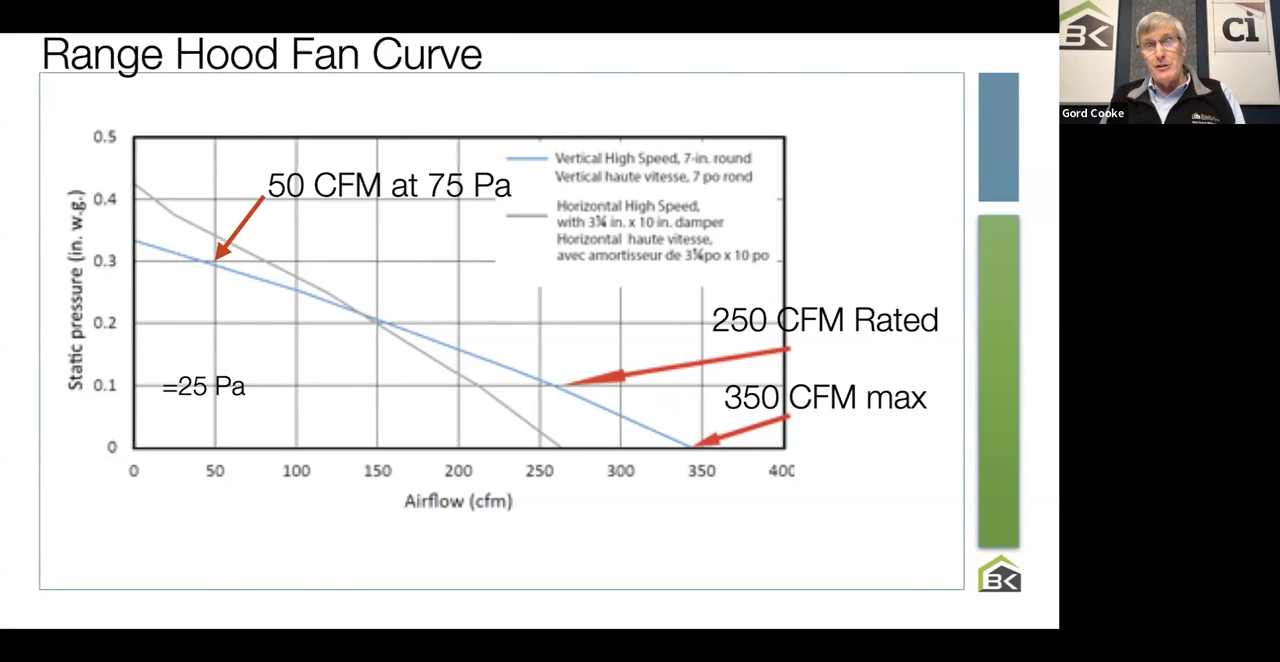 Range Hood Fan Curve
BK
ci
Gord Cooke
0.5
0.4
0.3
0.2
0.1
0
Static pressure (in. w.g.)
50 CFM at 75 Pa
Vertical High Speed, 7-in. round
Vertical haute vitesse, 7 po rond
Horizontal High Speed,
with 3¼ in. x 10 in. damper
Horizontal haute vitesse,
avec amortisseur de 3¼po x 10 po
250 CFM Rated
=25 Pa
350 CFM max
0 50 100 150 200 250 300 350 400
Airflow (cfm)
BK